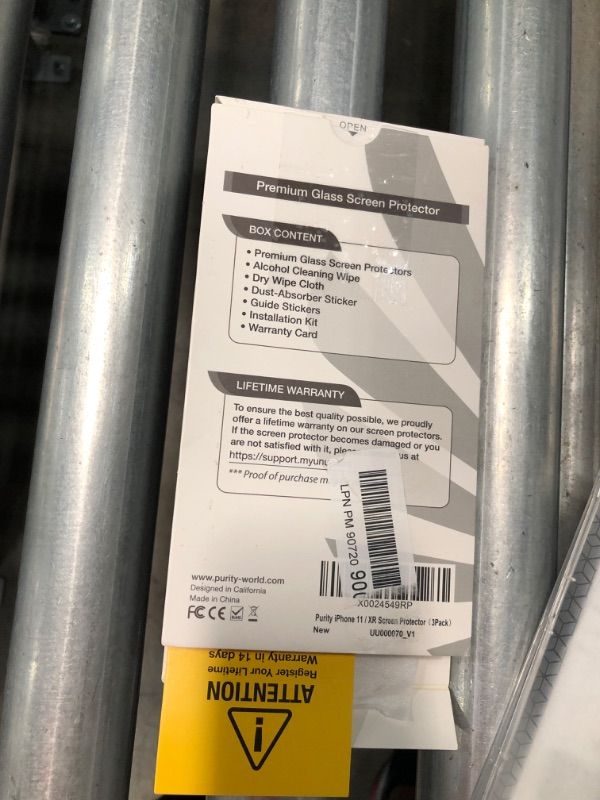 OPEN
Premium Glass Screen Protector
BOX CONTENT
• Premium Glass Screen Protectors
• Alcohol Cleaning Wipe
• Dry Wipe Cloth
• Dust-Absorber Sticker
• Guide Stickers
• Installation Kit
• Warranty Card
LIFETIME WARRANTY
To ensure the best quality possible, we proudly
offer a lifetime warranty on our screen protectors.
If the screen protector becomes damaged or you
are not satisfied with it, us at
https://support.myun
*** Proof of purchase
LPN PM 90720
www.purity-world.com
Designed in California
Made in China
FC CE
X0024549RP
Purity iPhone 11 / XR Screen Protector (3Pack)
New UU000070_V1
ATTENTION
Register Your Lifetime
Warranty in 14 days